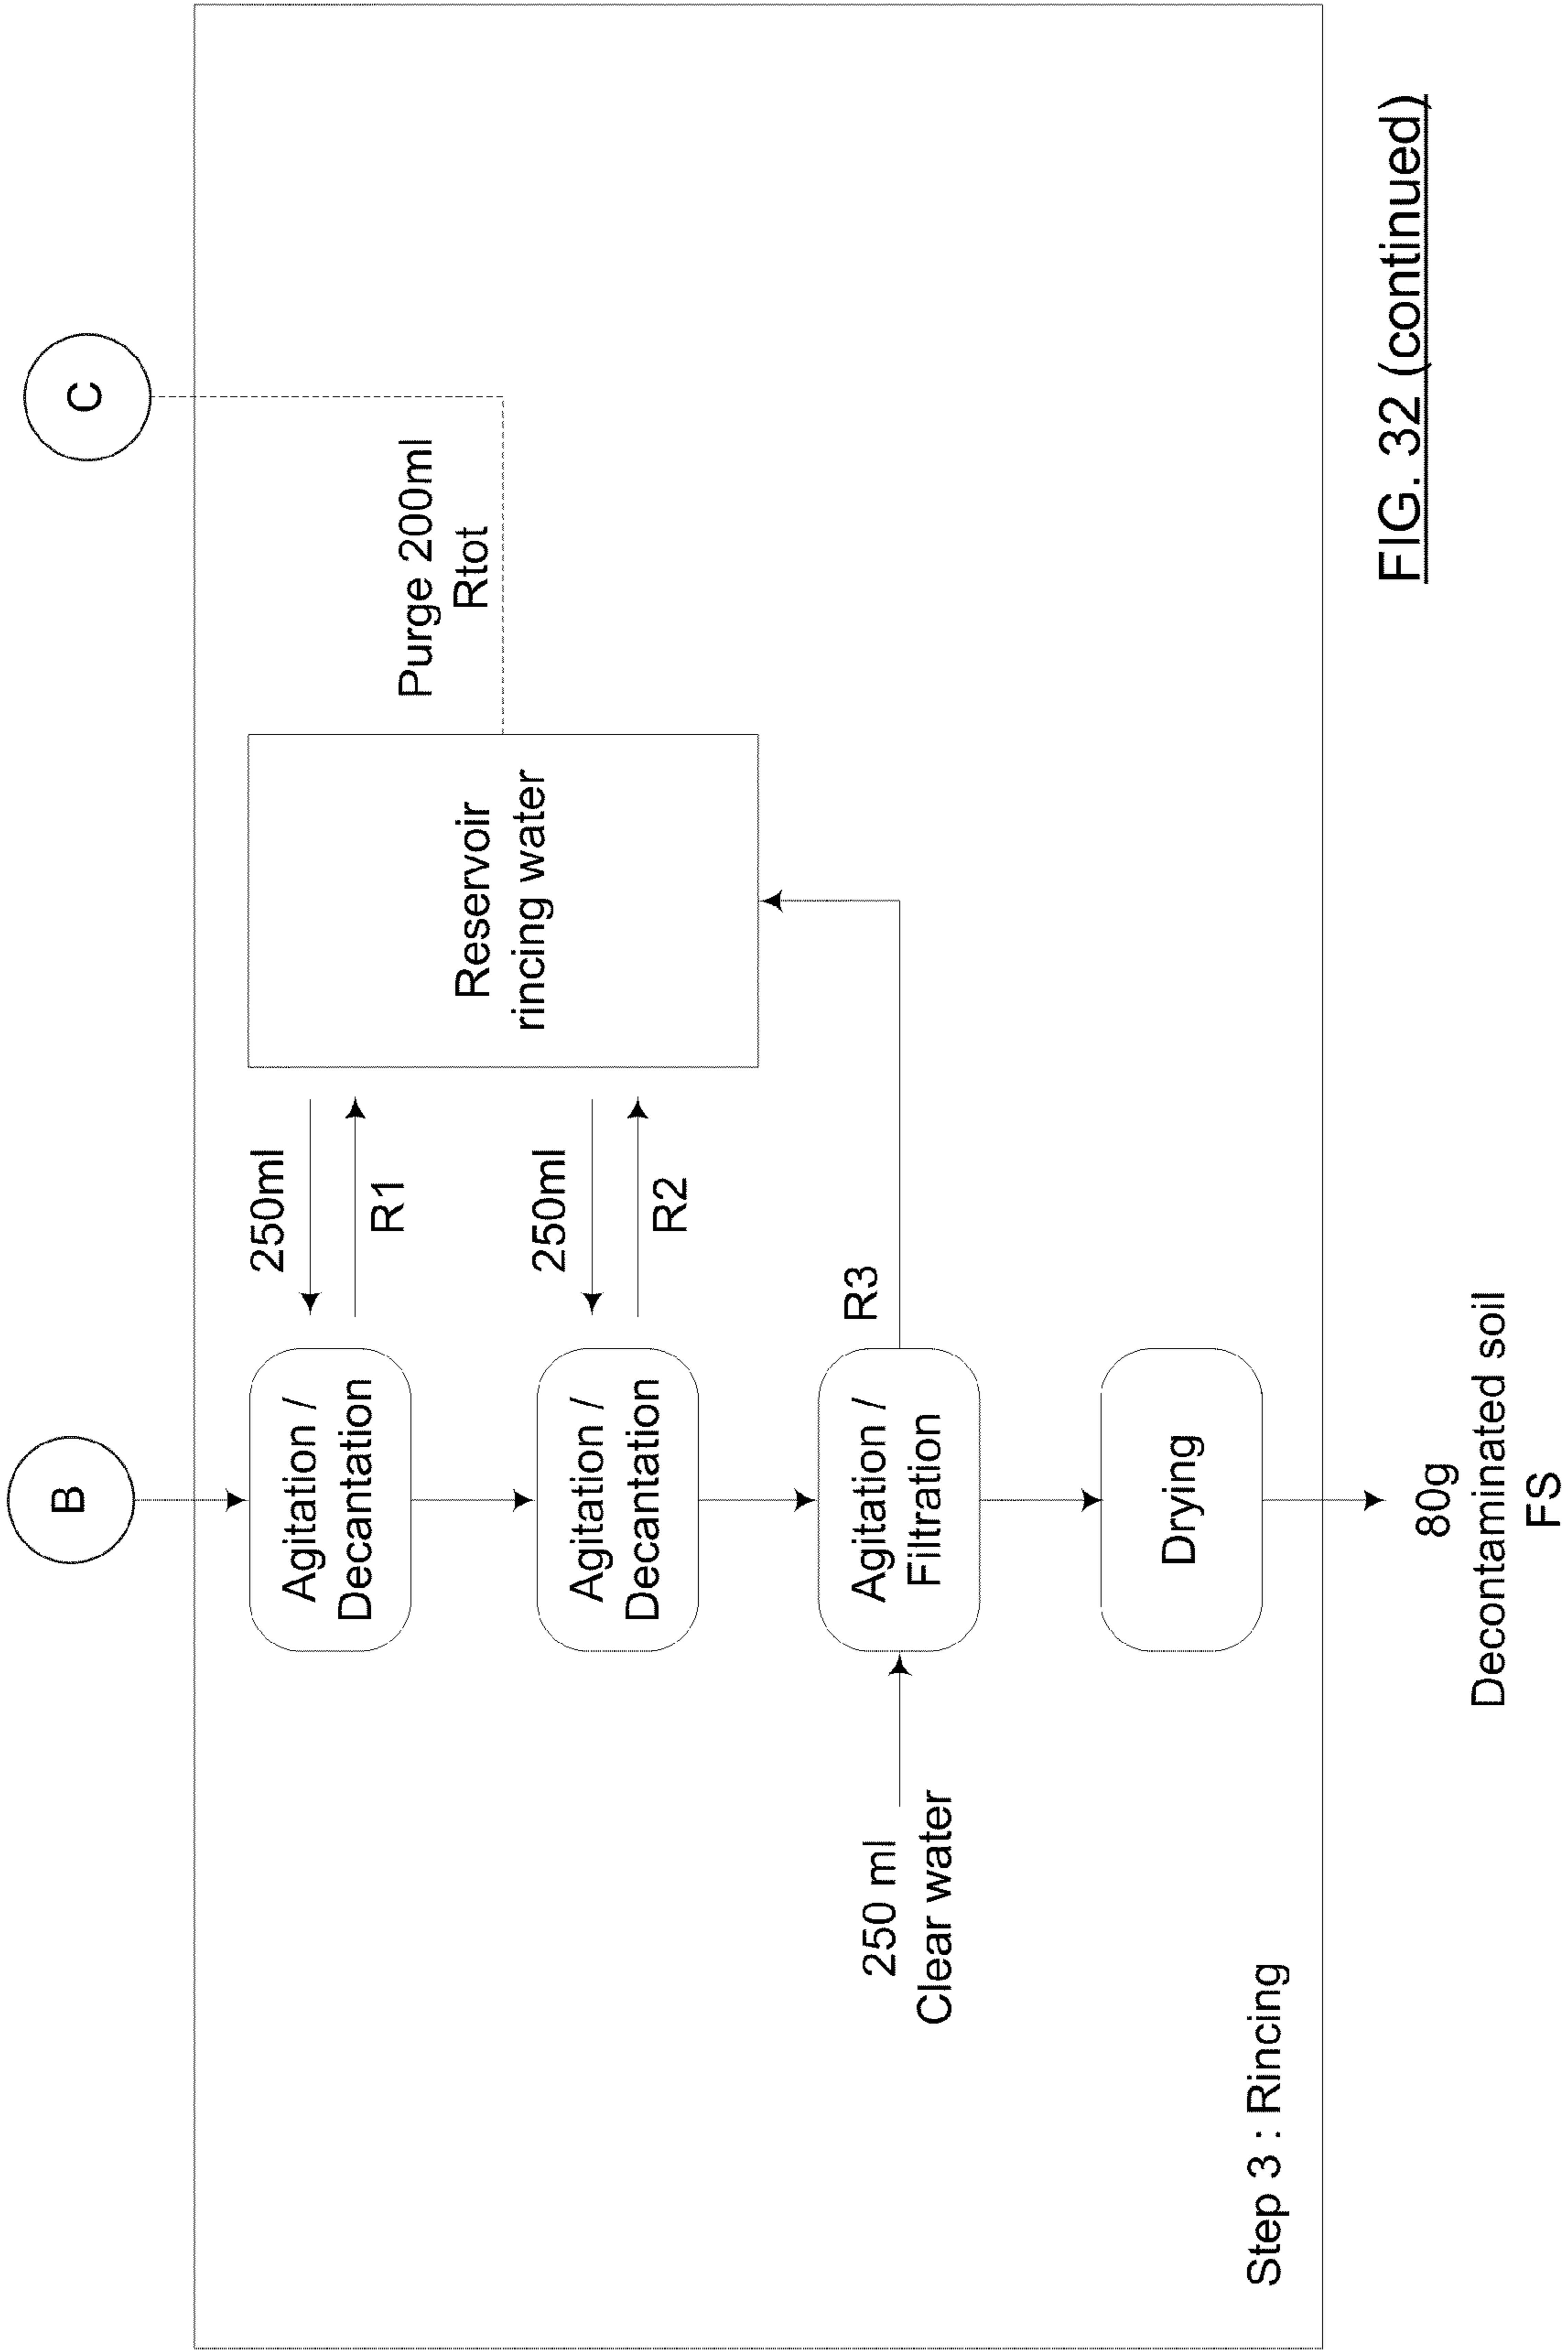 B
C
Agitation /
Decantation
250ml
R1
Agitation /
Decantation
250ml
R2
Reservoir
rincing water
Purge 200ml
Rtot
250 ml
Clear water
Agitation /
Filtration
R3
Drying
Step 3 : Rincing
80g
Decontaminated soil
FS
FIG. 32 (continued)